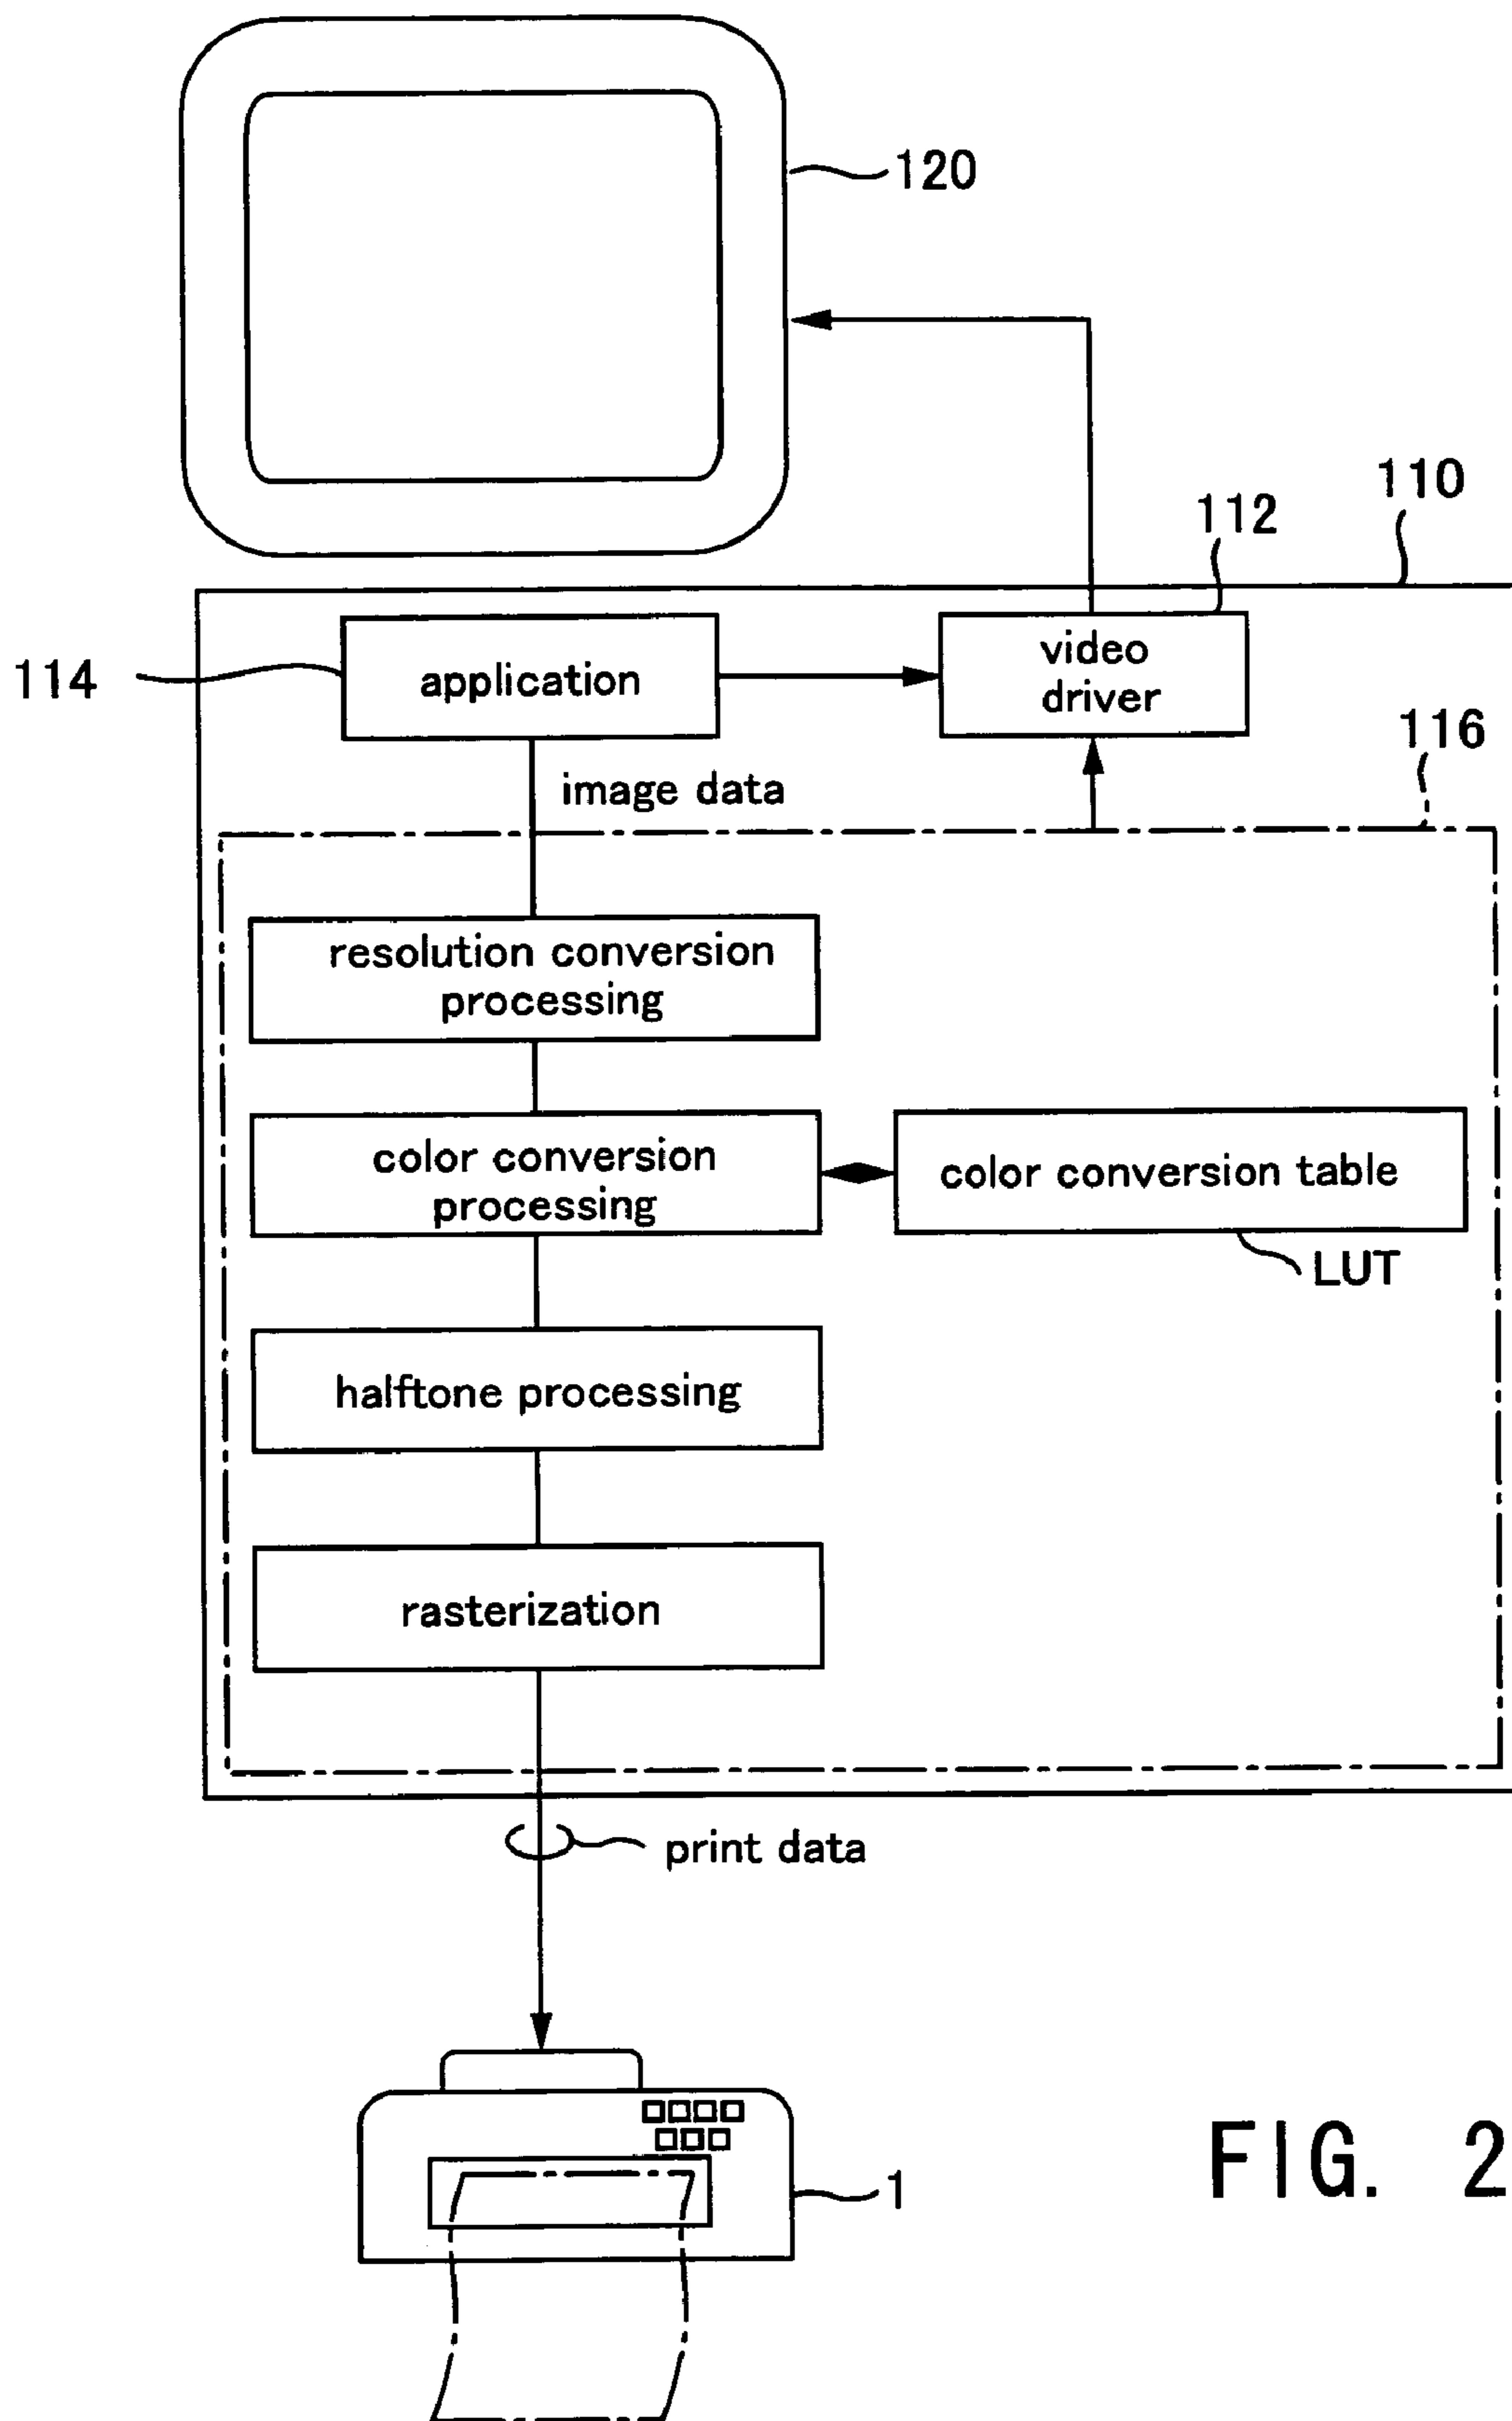 120
110
112
114
application
video
driver
116
image data
resolution conversion
processing
color conversion
processing
color conversion table
LUT
halftone processing
rasterization
print data
1
FIG. 2